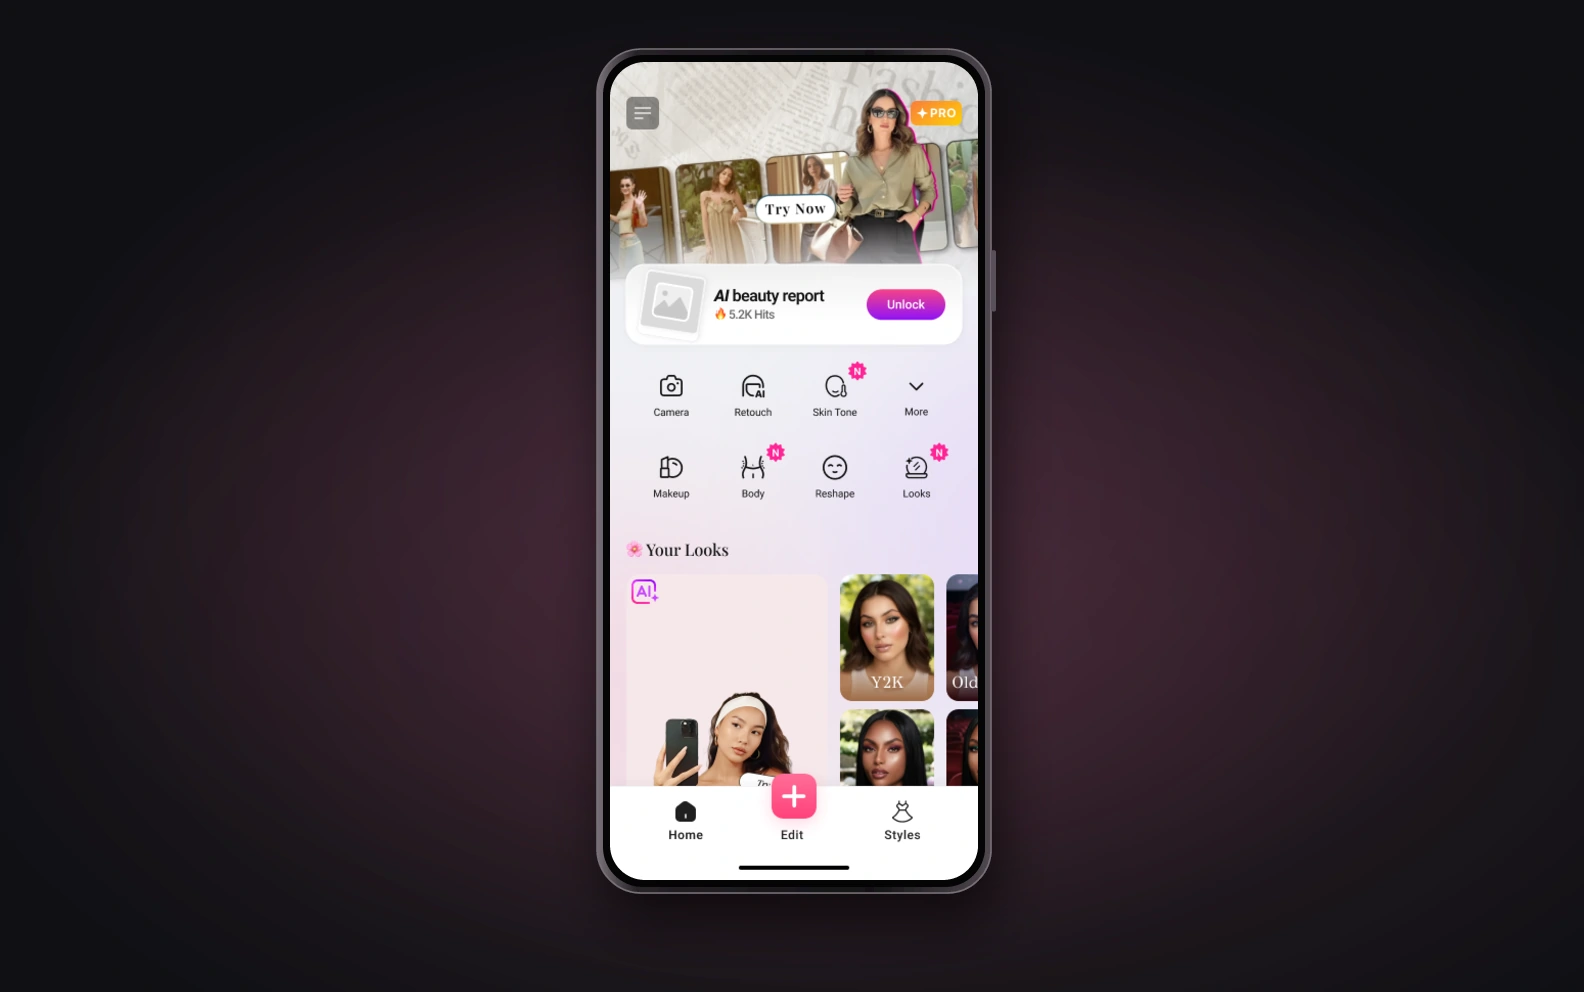 Fashio
PRO
Try Now
AI beauty report
🔥 5.2K Hits
Unlock
N
Camera
Retouch
Skin Tone
More
N
N
Makeup
Body
Reshape
Looks
🌸 Your Looks
AI
Y2K
Old
Home
Edit
Styles